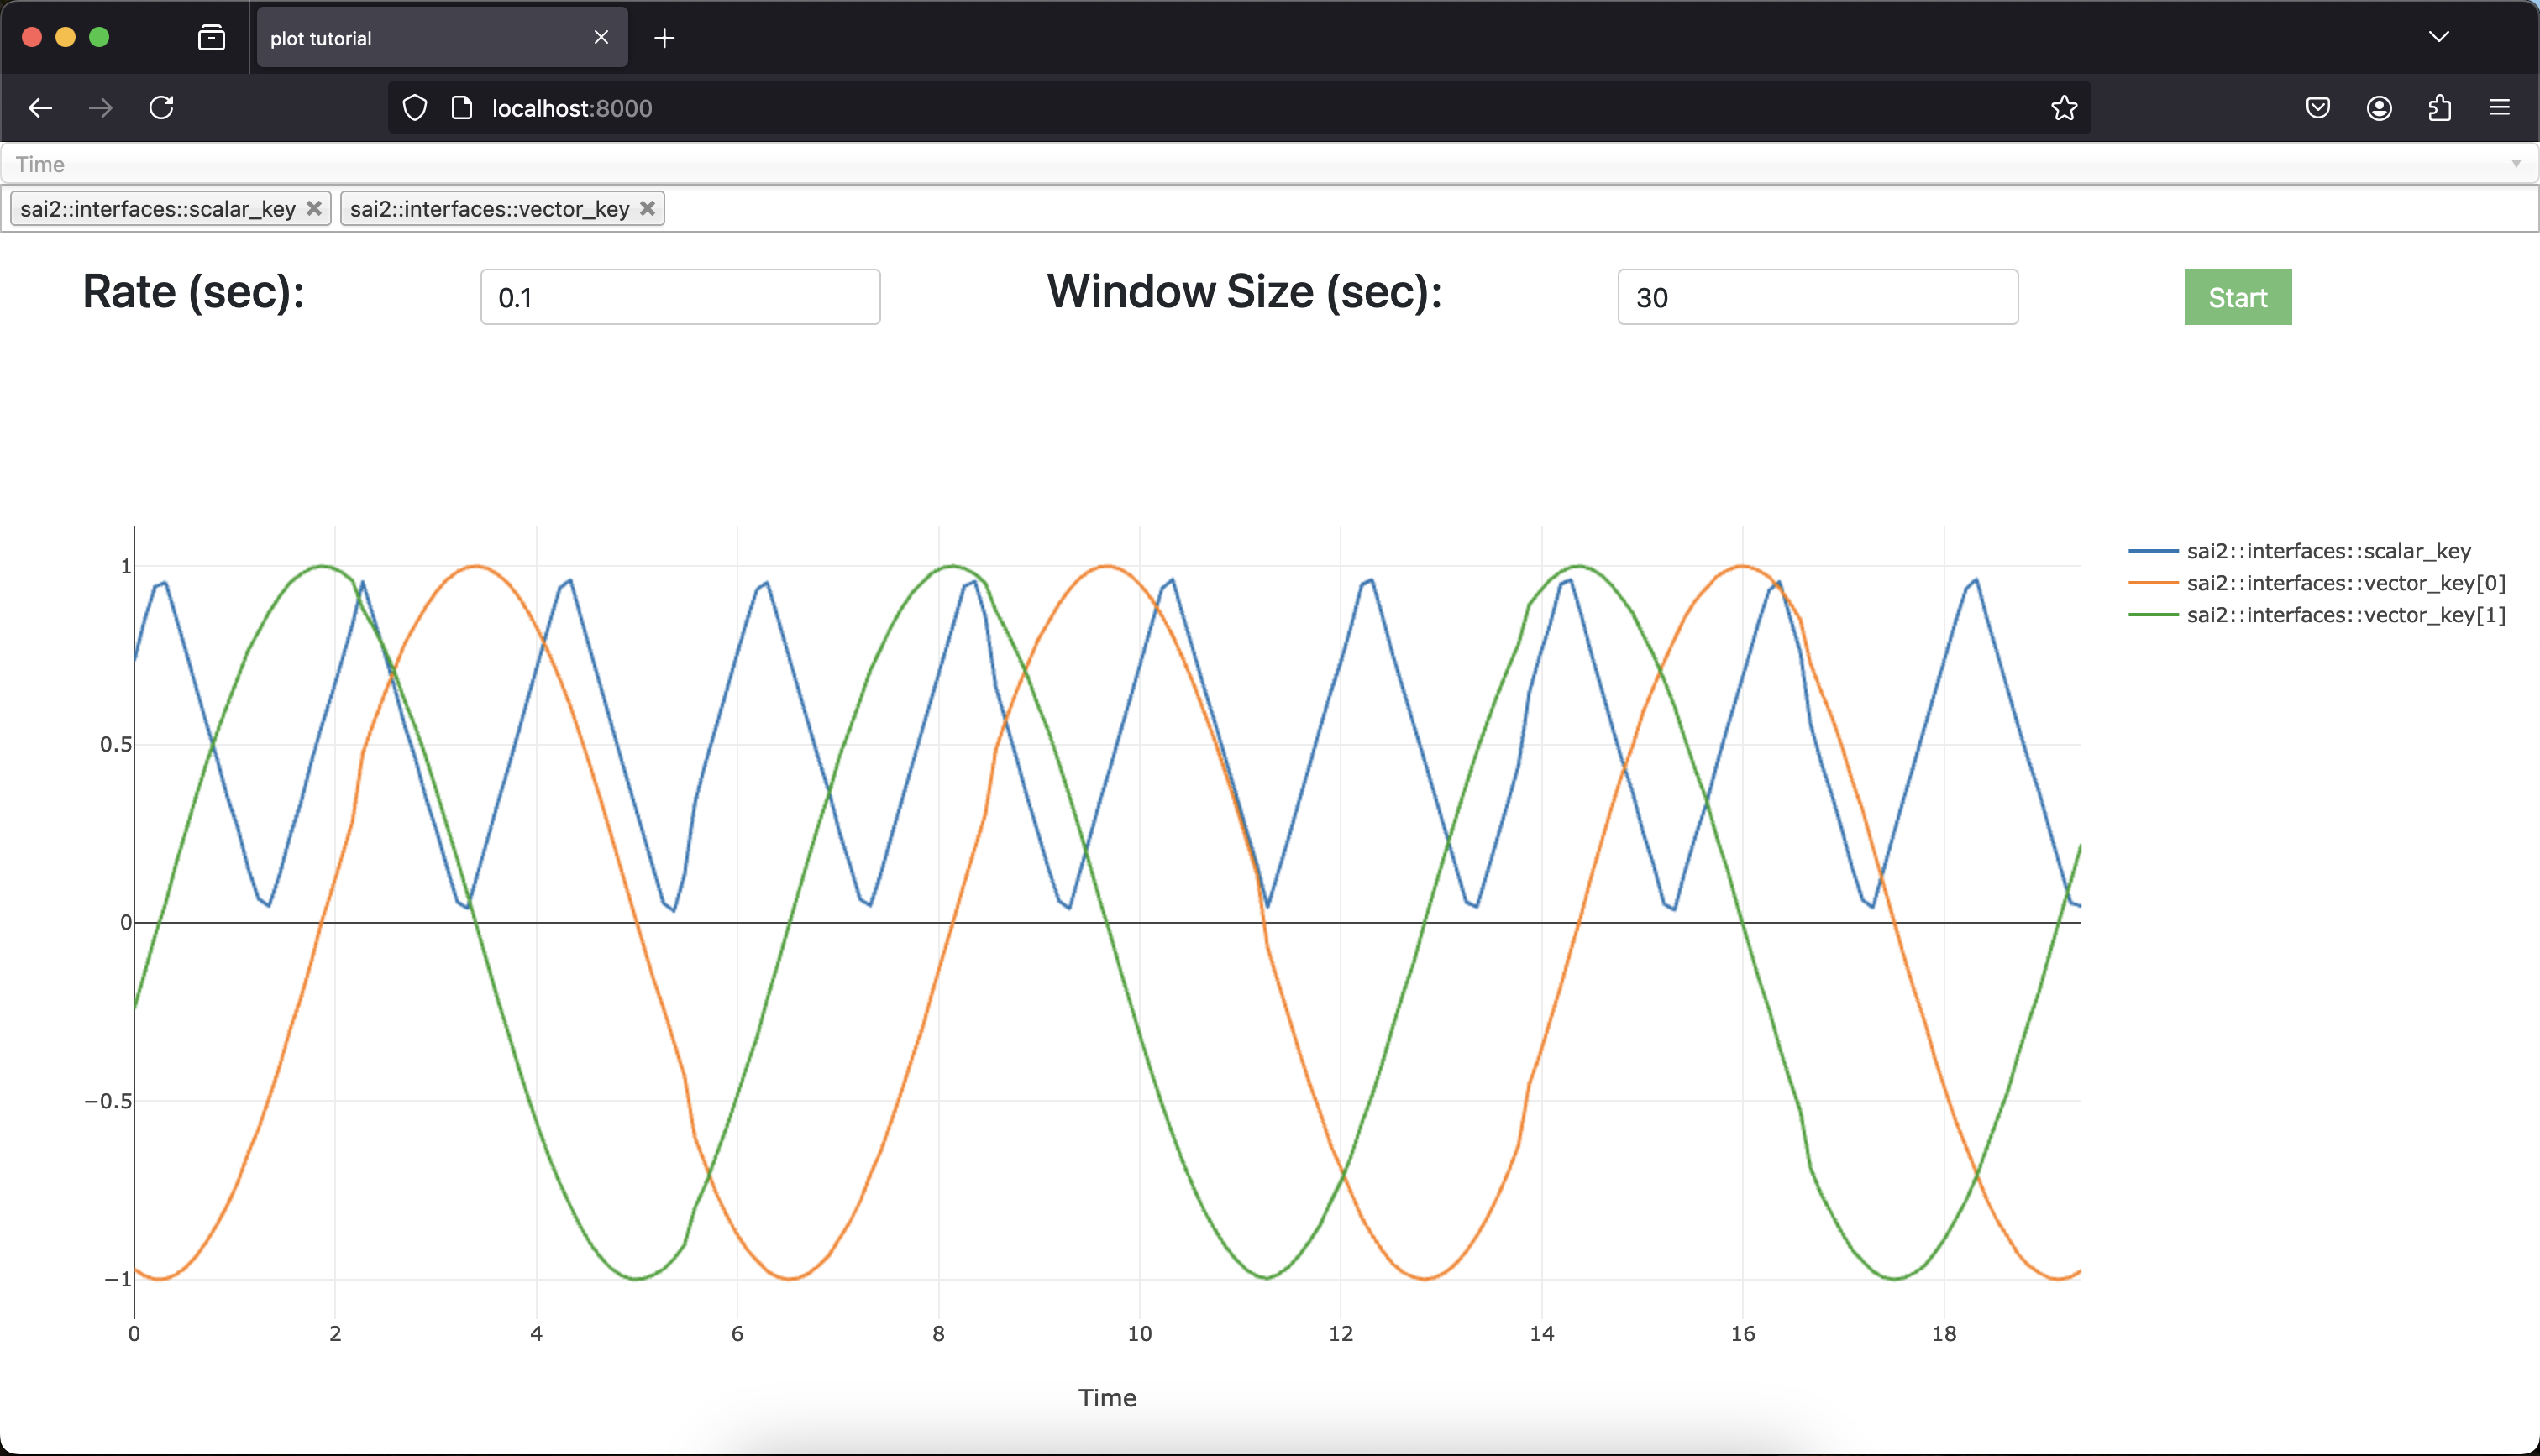 plot tutorial
localhost:8000
Time
sai2::interfaces::scalar_key sai2::interfaces::vector_key
Rate (sec): 0.1 Window Size (sec): 30 Start
sai2::interfaces::scalar_key
sai2::interfaces::vector_key[0]
sai2::interfaces::vector_key[1]
1
0.5
0
−0.5
−1
0 2 4 6 8 10 12 14 16 18
Time